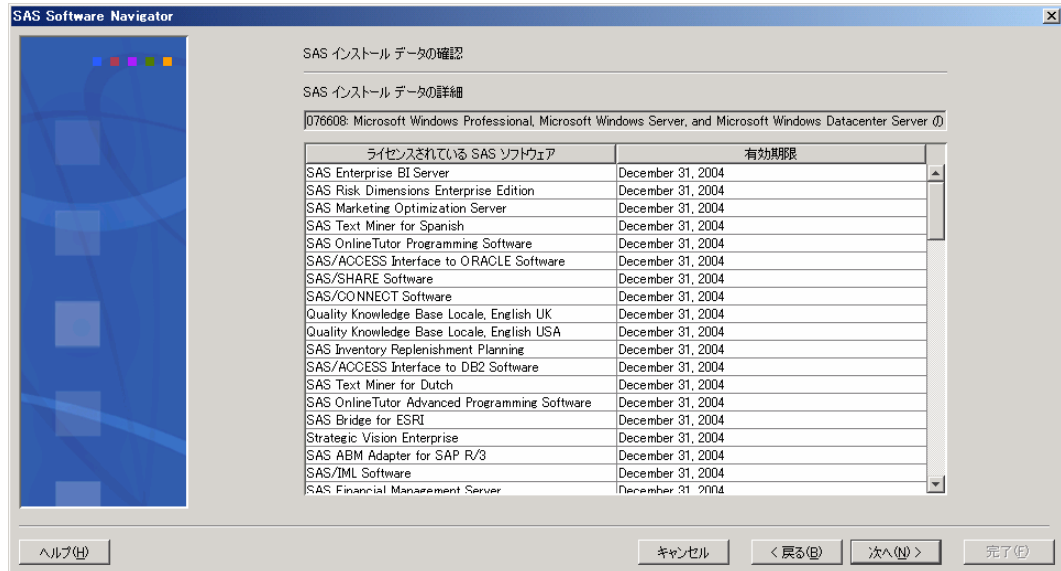 SAS Software Navigator
SAS インストール データの確認
SAS インストール データの詳細
076608: Microsoft Windows Professional, Microsoft Windows Server, and Microsoft Windows Datacenter Server の
ライセンスされている SAS ソフトウェア 有効期限
SAS Enterprise BI Server December 31, 2004
SAS Risk Dimensions Enterprise Edition December 31, 2004
SAS Marketing Optimization Server December 31, 2004
SAS Text Miner for Spanish December 31, 2004
SAS OnlineTutor Programming Software December 31, 2004
SAS/ACCESS Interface to ORACLE Software December 31, 2004
SAS/SHARE Software December 31, 2004
SAS/CONNECT Software December 31, 2004
Quality Knowledge Base Locale, English UK December 31, 2004
Quality Knowledge Base Locale, English USA December 31, 2004
SAS Inventory Replenishment Planning December 31, 2004
SAS/ACCESS Interface to DB2 Software December 31, 2004
SAS Text Miner for Dutch December 31, 2004
SAS OnlineTutor Advanced Programming Software December 31, 2004
SAS Bridge for ESRI December 31, 2004
Strategic Vision Enterprise December 31, 2004
SAS ABM Adapter for SAP R/3 December 31, 2004
SAS/IML Software December 31, 2004
SAS Financial Management Server December 31, 2004
ヘルプ(H) キャンセル < 戻る(B) 次へ(N) > 完了(F)